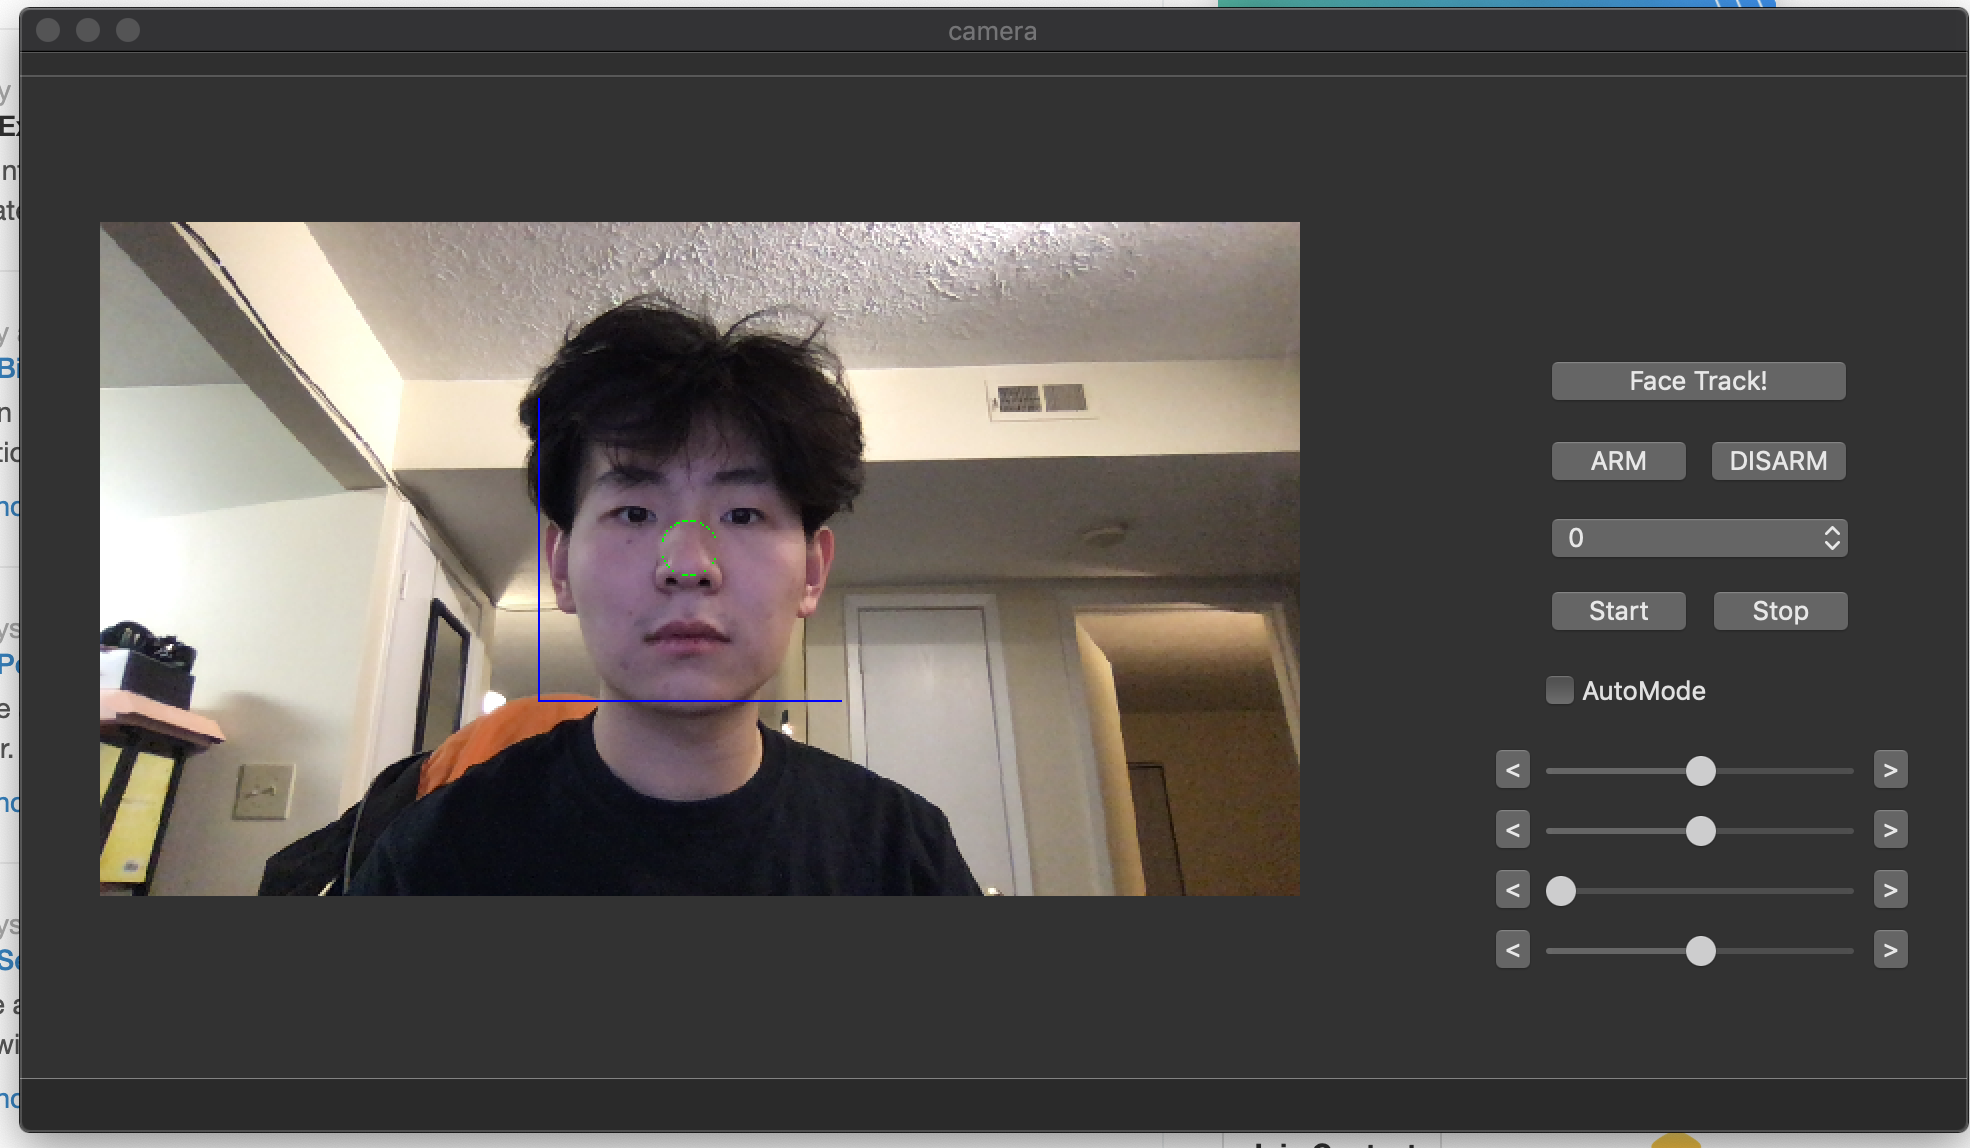 camera
Face Track!
ARM DISARM
0
Start Stop
AutoMode
< >
< >
< >
< >